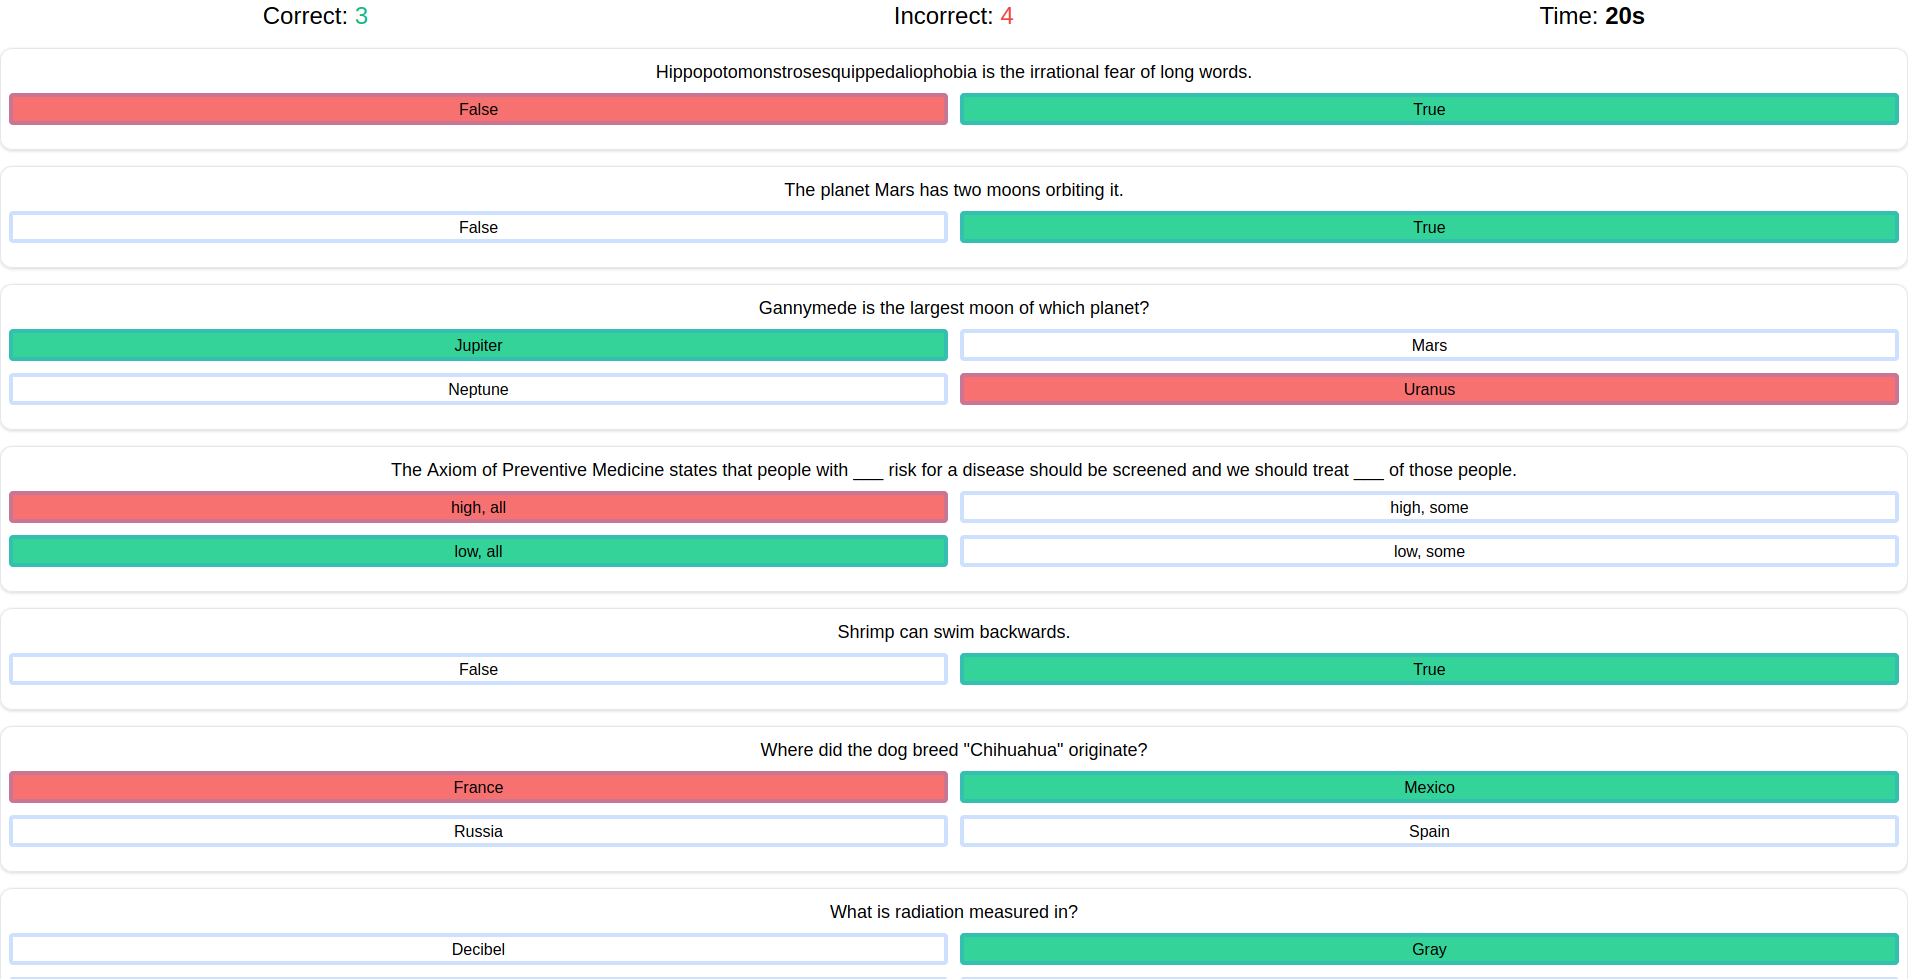 Correct: 3 Incorrect: 4 Time: 20s
Hippopotomonstrosesquippedaliophobia is the irrational fear of long words.
False True
The planet Mars has two moons orbiting it.
False True
Gannymede is the largest moon of which planet?
Jupiter Mars
Neptune Uranus
The Axiom of Preventive Medicine states that people with ___ risk for a disease should be screened and we should treat ___ of those people.
high, all high, some
low, all low, some
Shrimp can swim backwards.
False True
Where did the dog breed "Chihuahua" originate?
France Mexico
Russia Spain
What is radiation measured in?
Decibel Gray